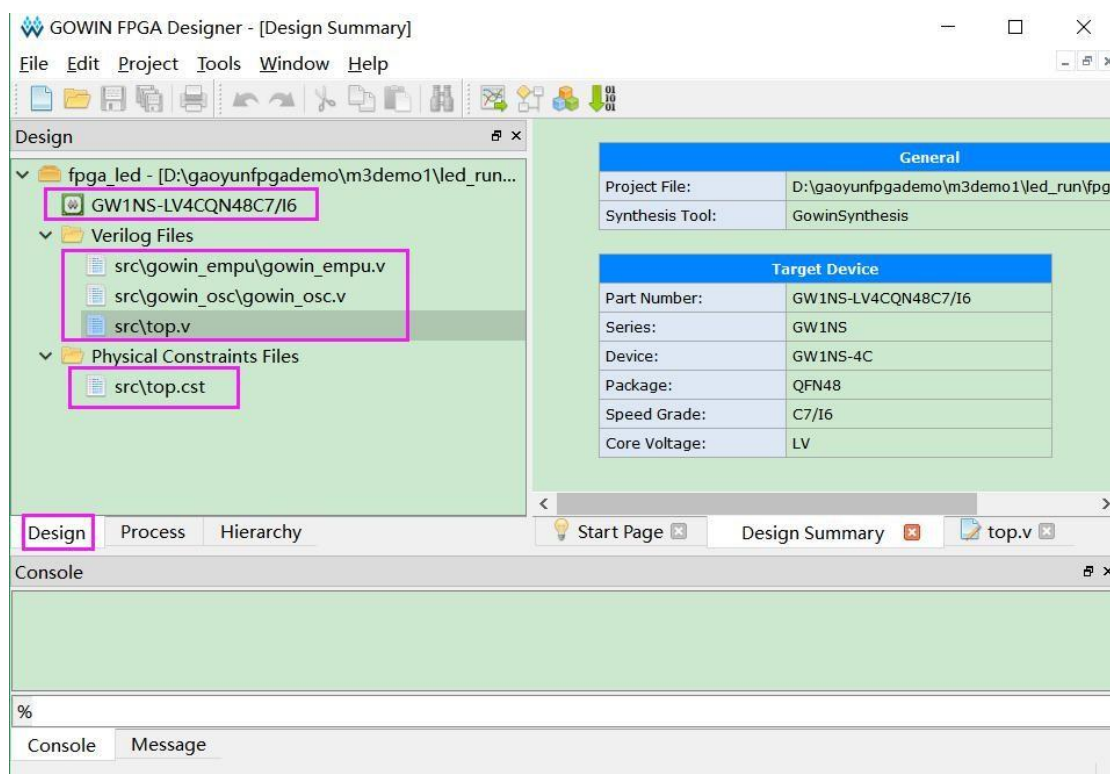 GOWIN FPGA Designer - [Design Summary]
File Edit Project Tools Window Help
Design
fpga_led - [D:\gaoyunfpgademo\m3demo1\led_run...
GW1NS-LV4CQN48C7/I6
Verilog Files
src\gowin_empu\gowin_empu.v
src\gowin_osc\gowin_osc.v
src\top.v
Physical Constraints Files
src\top.cst
Design Process Hierarchy
General
Project File: D:\gaoyunfpgademo\m3demo1\led_run\fpg
Synthesis Tool: GowinSynthesis
Target Device
Part Number: GW1NS-LV4CQN48C7/I6
Series: GW1NS
Device: GW1NS-4C
Package: QFN48
Speed Grade: C7/I6
Core Voltage: LV
Start Page Design Summary top.v
Console
%
Console Message